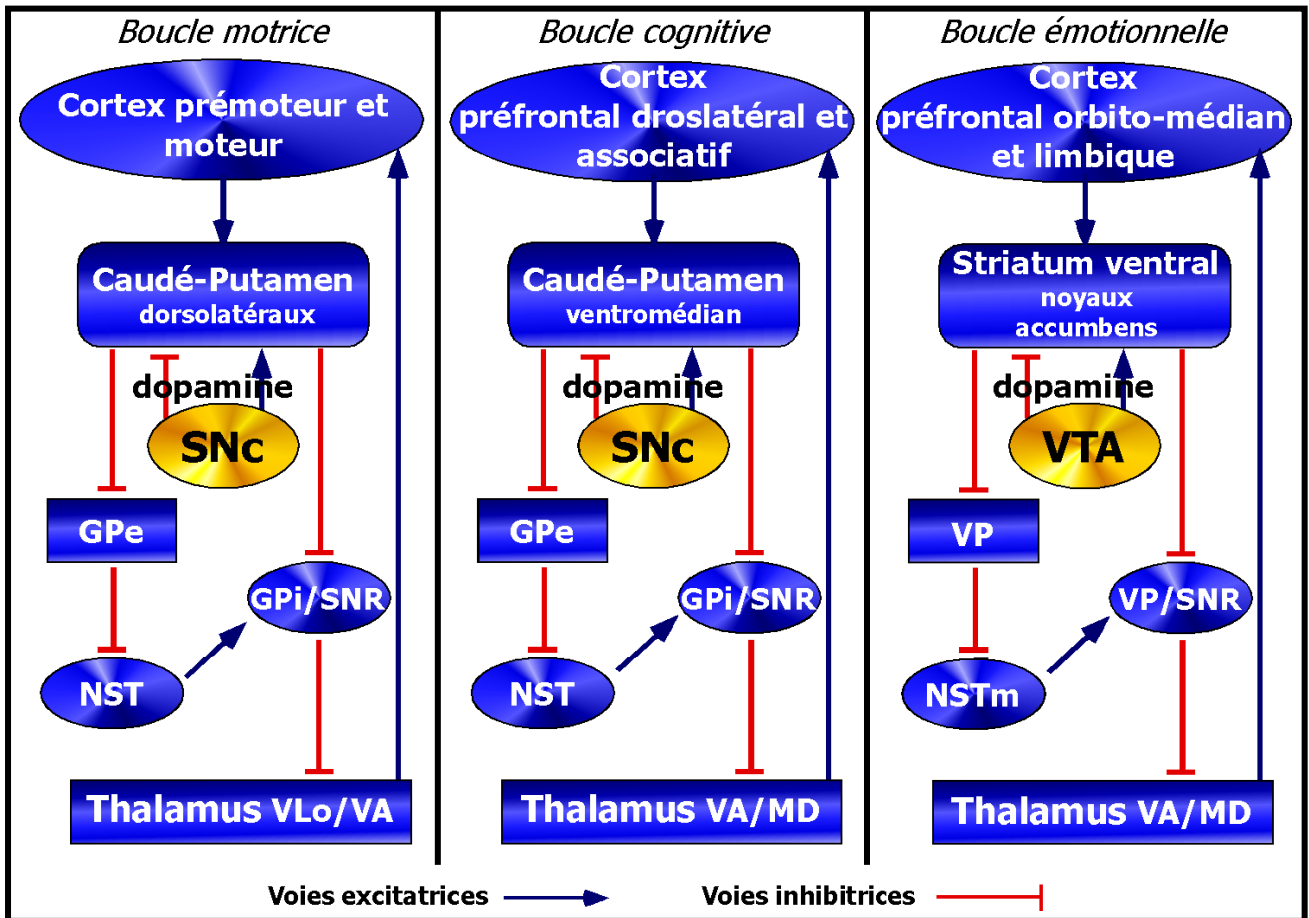 Boucle motrice
Cortex prémoteur et
moteur
Caudé-Putamen
dorsolatéraux
dopamine
SNc
GPe
GPi/SNR
NST
Thalamus VLo/VA
Boucle cognitive
Cortex
préfrontal droslatéral et
associatif
Caudé-Putamen
ventromédian
dopamine
SNc
GPe
GPi/SNR
NST
Thalamus VA/MD
Boucle émotionnelle
Cortex
préfrontal orbito-médian
et limbique
Striatum ventral
noyaux
accumbens
dopamine
VTA
VP
VP/SNR
NSTm
Thalamus VA/MD
Voies excitatrices
Voies inhibitrices